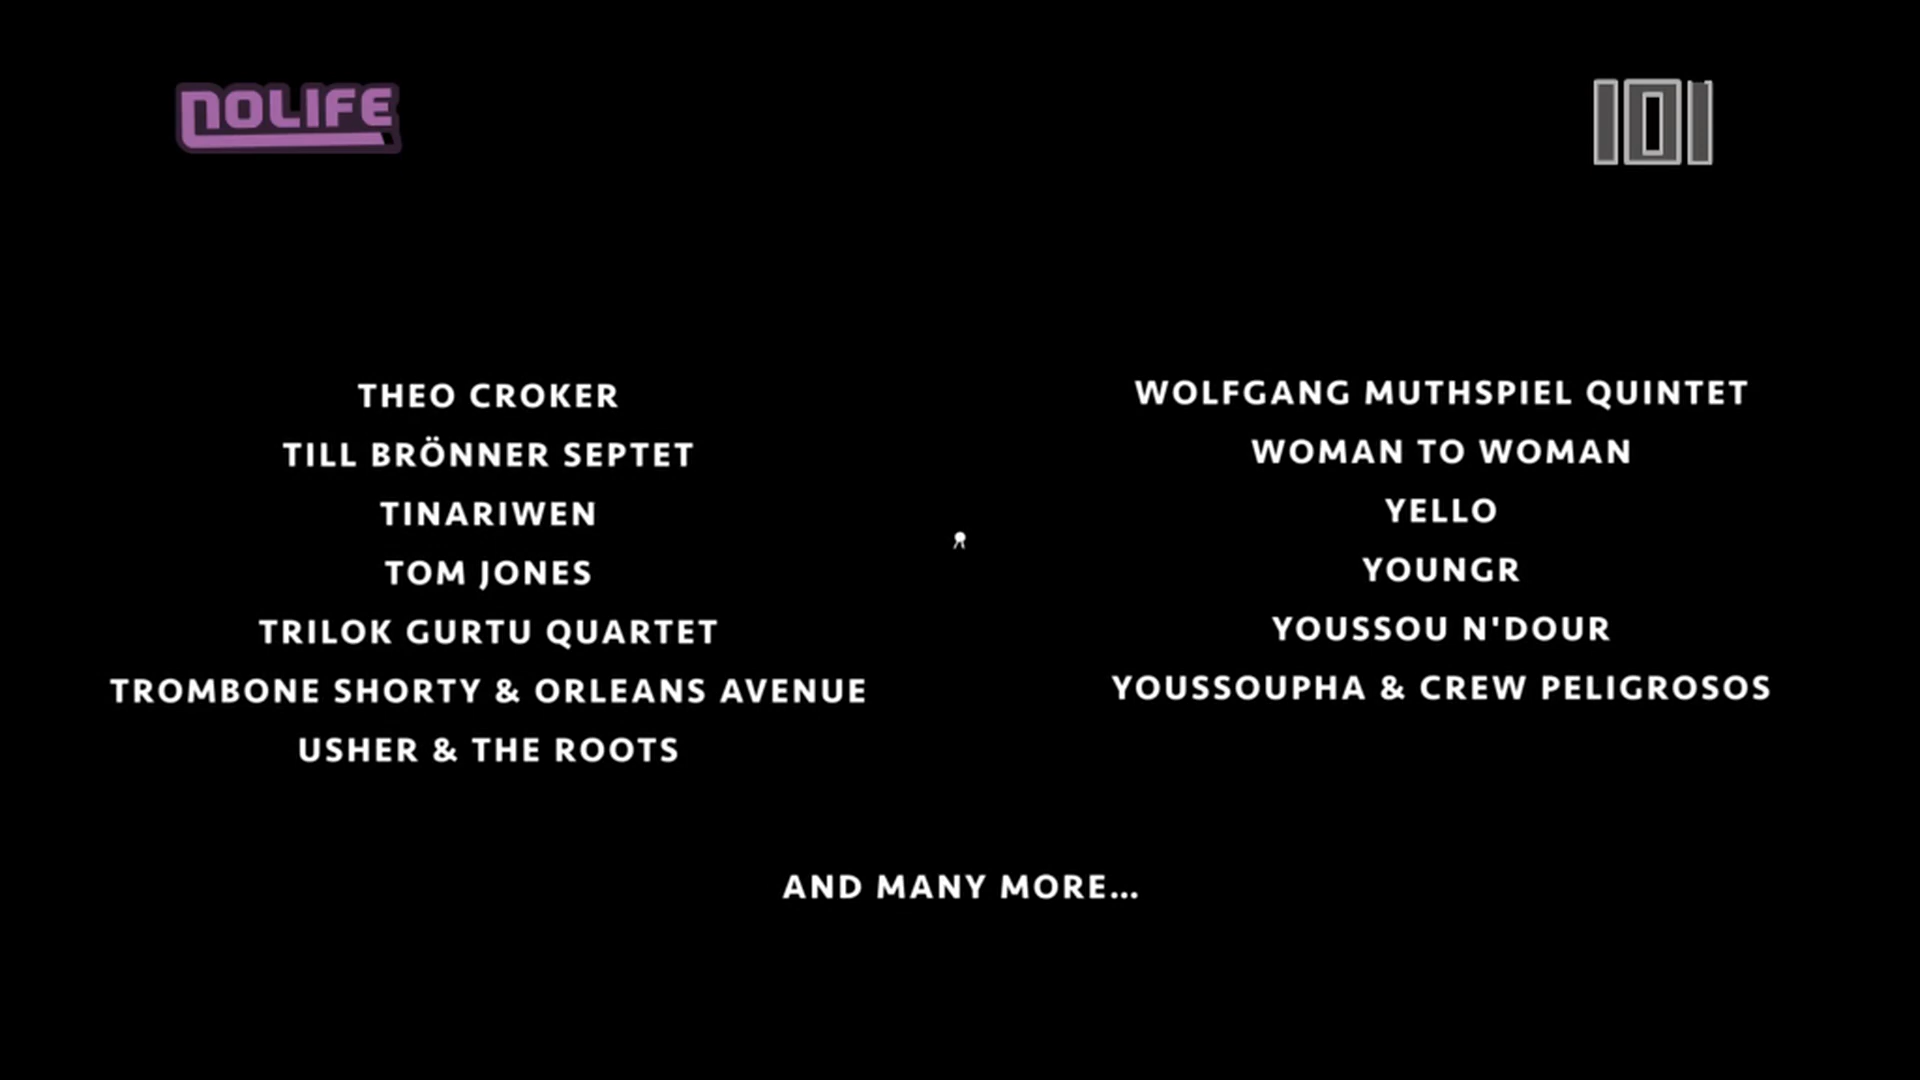 NOLIFE
101
THEO CROKER
TILL BRÖNNER SEPTET
TINARIWEN
TOM JONES
TRILOK GURTU QUARTET
TROMBONE SHORTY & ORLEANS AVENUE
USHER & THE ROOTS
WOLFGANG MUTHSPIEL QUINTET
WOMAN TO WOMAN
YELLO
YOUNGR
YOUSSOU N'DOUR
YOUSSOUPHA & CREW PELIGROSOS
AND MANY MORE...